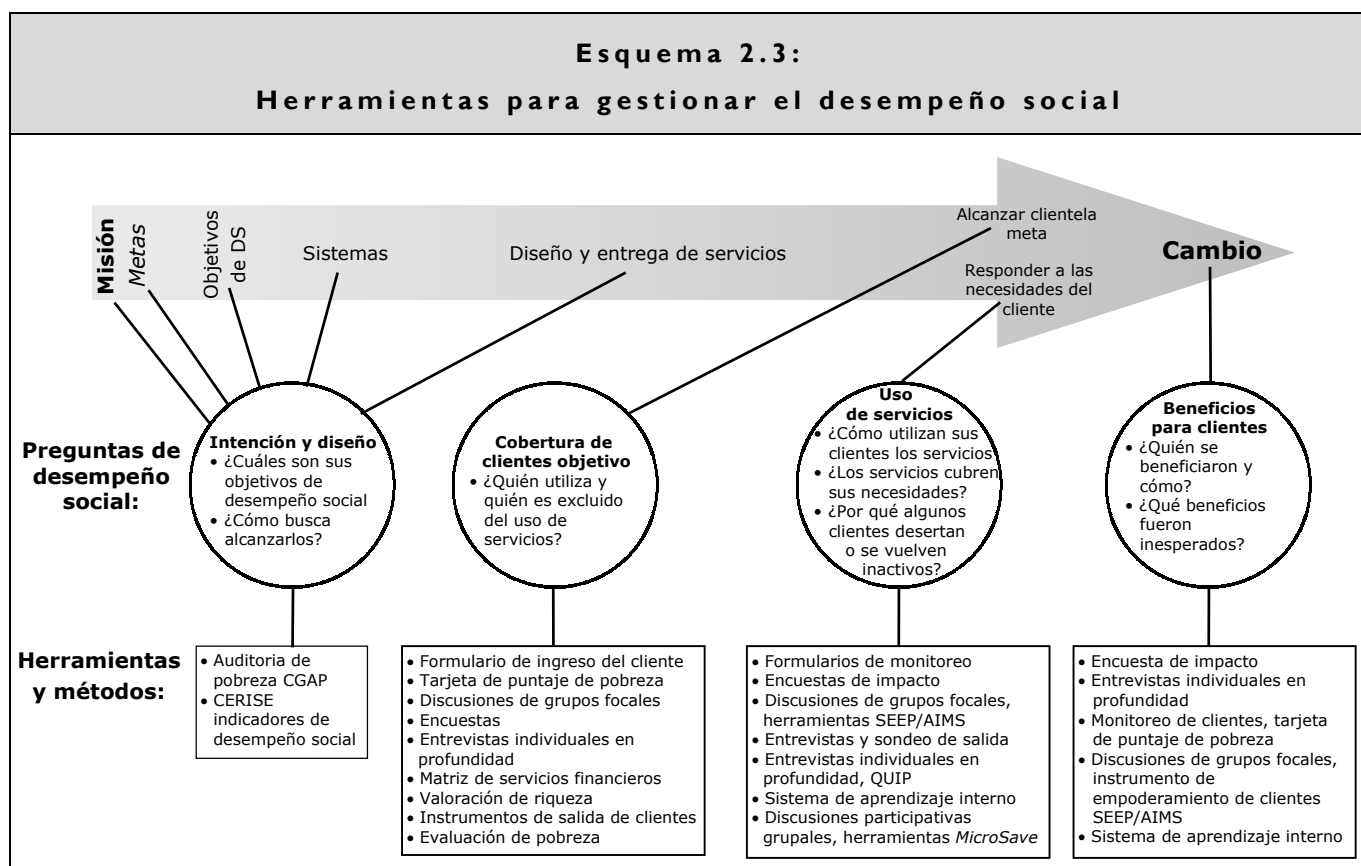 Esquema 2.3:
Herramientas para gestionar el desempeño social
Misión
Metas
Objetivos
de DS
Sistemas
Diseño y entrega de servicios
Alcanzar clientela
meta
Responder a las
necesidades del
cliente
Cambio
Preguntas de
desempeño
social:
Intención y diseño
• ¿Cuáles son sus
objetivos de
desempeño social
• ¿Cómo busca
alcanzarlos?
Cobertura de
clientes objetivo
• ¿Quién utiliza y
quién es excluido
del uso de
servicios?
Uso
de servicios
• ¿Cómo utilizan sus
clientes los servicios
• ¿Los servicios cubren
sus necesidades?
• ¿Por qué algunos
clientes desertan
o se vuelven
inactivos?
Beneficios
para clientes
• ¿Quién se
beneficiaron y
cómo?
• ¿Qué beneficios
fueron
inesperados?
Herramientas
y métodos:
• Auditoria de
pobreza CGAP
• CERISE
indicadores de
desempeño social
• Formulario de ingreso del cliente
• Tarjeta de puntaje de pobreza
• Discusiones de grupos focales
• Encuestas
• Entrevistas individuales en
profundidad
• Matriz de servicios financieros
• Valoración de riqueza
• Instrumentos de salida de clientes
• Evaluación de pobreza
• Formularios de monitoreo
• Encuestas de impacto
• Discusiones de grupos focales,
herramientas SEEP/AIMS
• Entrevistas y sondeo de salida
• Entrevistas individuales en
profundidad, QUIP
• Sistema de aprendizaje interno
• Discusiones participativas
grupales, herramientas MicroSave
• Encuesta de impacto
• Entrevistas individuales en
profundidad
• Monitoreo de clientes, tarjeta
de puntaje de pobreza
• Discusiones de grupos focales,
instrumento de
empoderamiento de clientes
SEEP/AIMS
• Sistema de aprendizaje interno